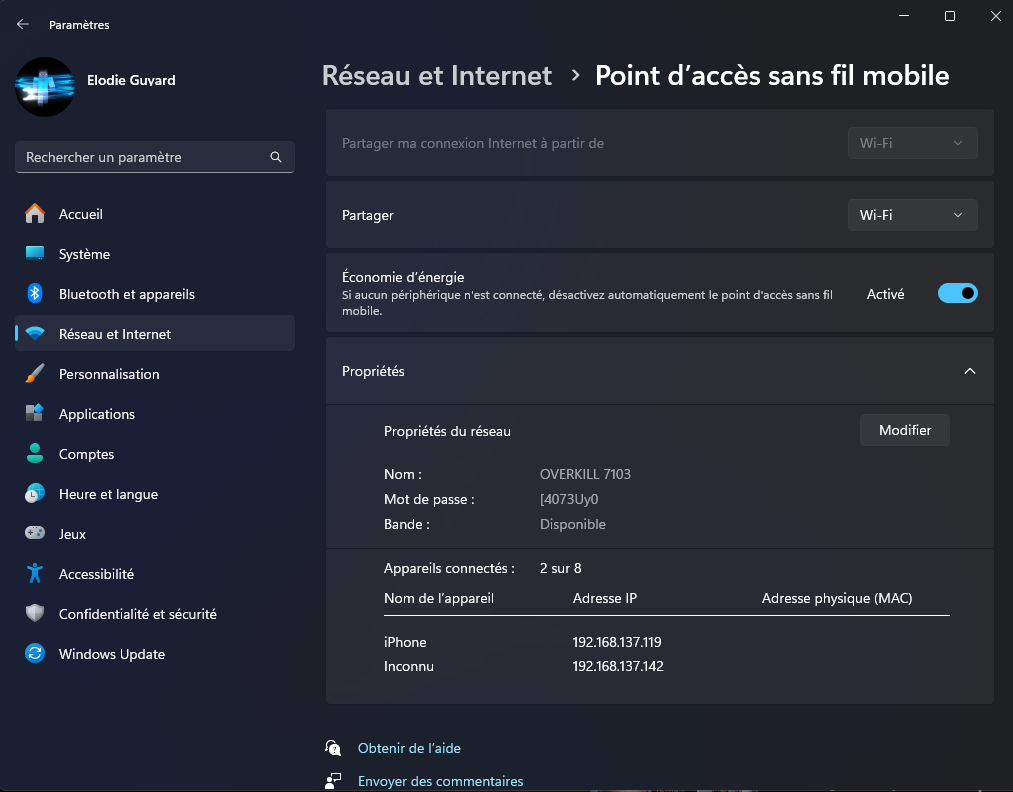 Paramètres
Elodie Guyard
Rechercher un paramètre
Accueil
Système
Bluetooth et appareils
Réseau et Internet
Personnalisation
Applications
Comptes
Heure et langue
Jeux
Accessibilité
Confidentialité et sécurité
Windows Update
Réseau et Internet > Point d’accès sans fil mobile
Partager ma connexion Internet à partir de Wi-Fi
Partager Wi-Fi
Économie d’énergie
Si aucun périphérique n'est connecté, désactivez automatiquement le point d'accès sans fil
mobile.
Activé
Propriétés
Propriétés du réseau Modifier
Nom : OVERKILL 7103
Mot de passe : [4073Uy0
Bande : Disponible
Appareils connectés : 2 sur 8
Nom de l’appareil Adresse IP Adresse physique (MAC)
iPhone 192.168.137.119
Inconnu 192.168.137.142
Obtenir de l’aide
Envoyer des commentaires